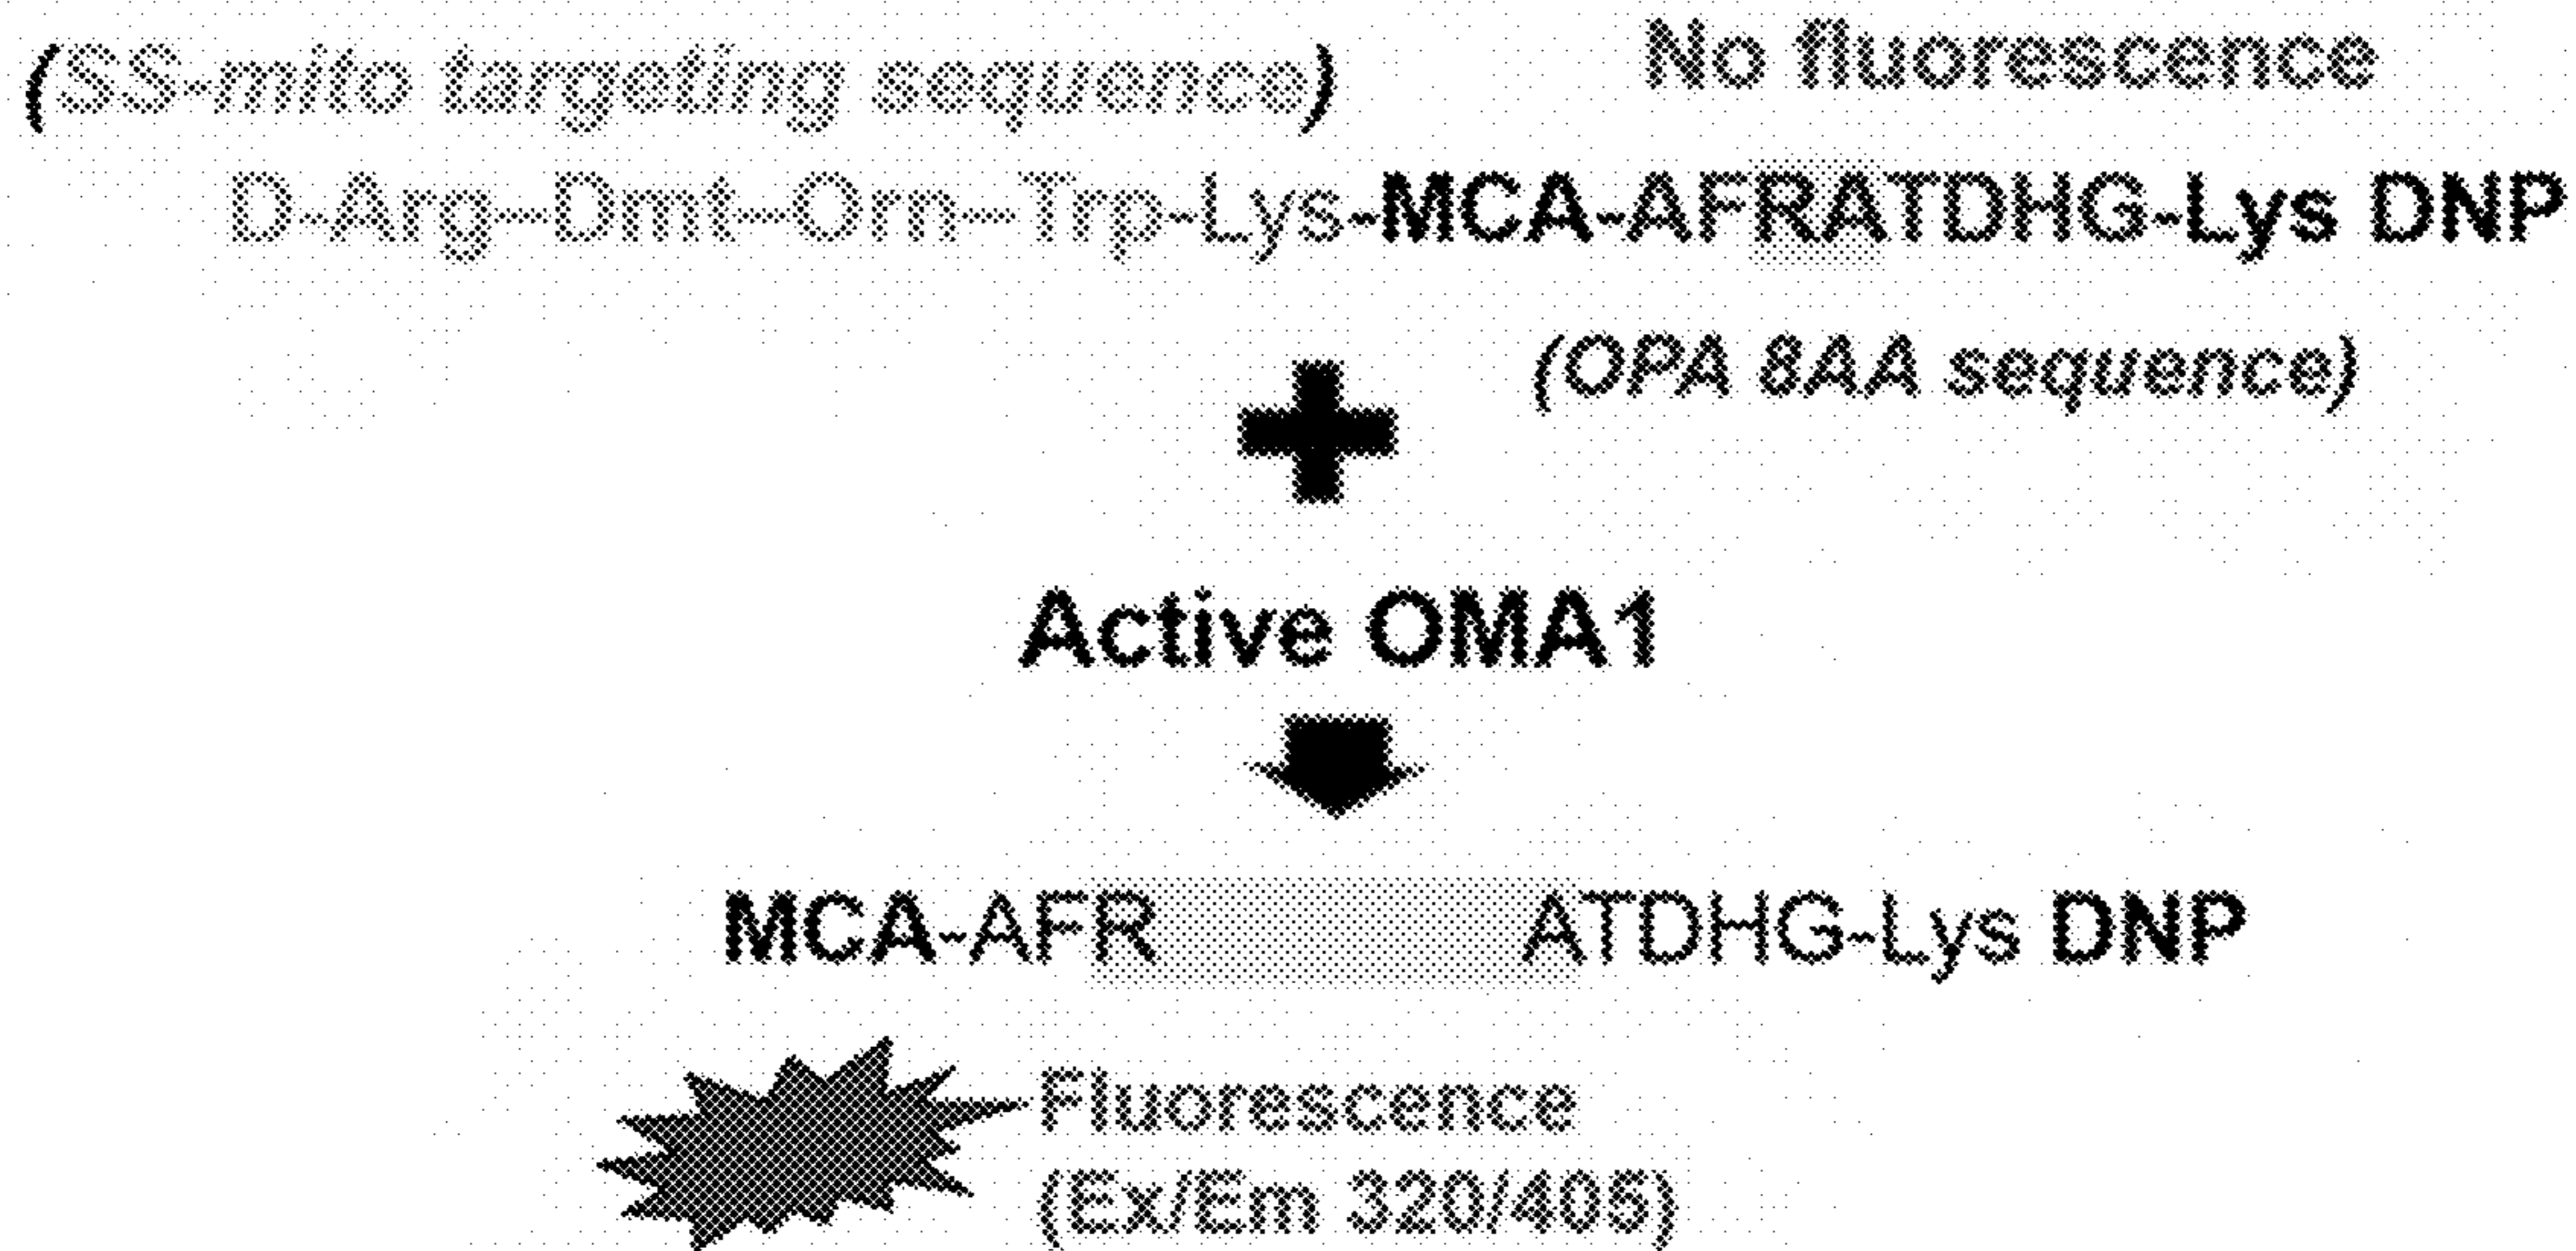 (SS-mito targeting sequence)
No fluorescence
D-Arg–Dmt–Orn–Trp-Lys-MCA-AFRATDHG-Lys DNP
(OPA 8AA sequence)
Active OMA1
MCA-AFR ATDHG-Lys DNP
Fluorescence
(Ex/Em 320/405)